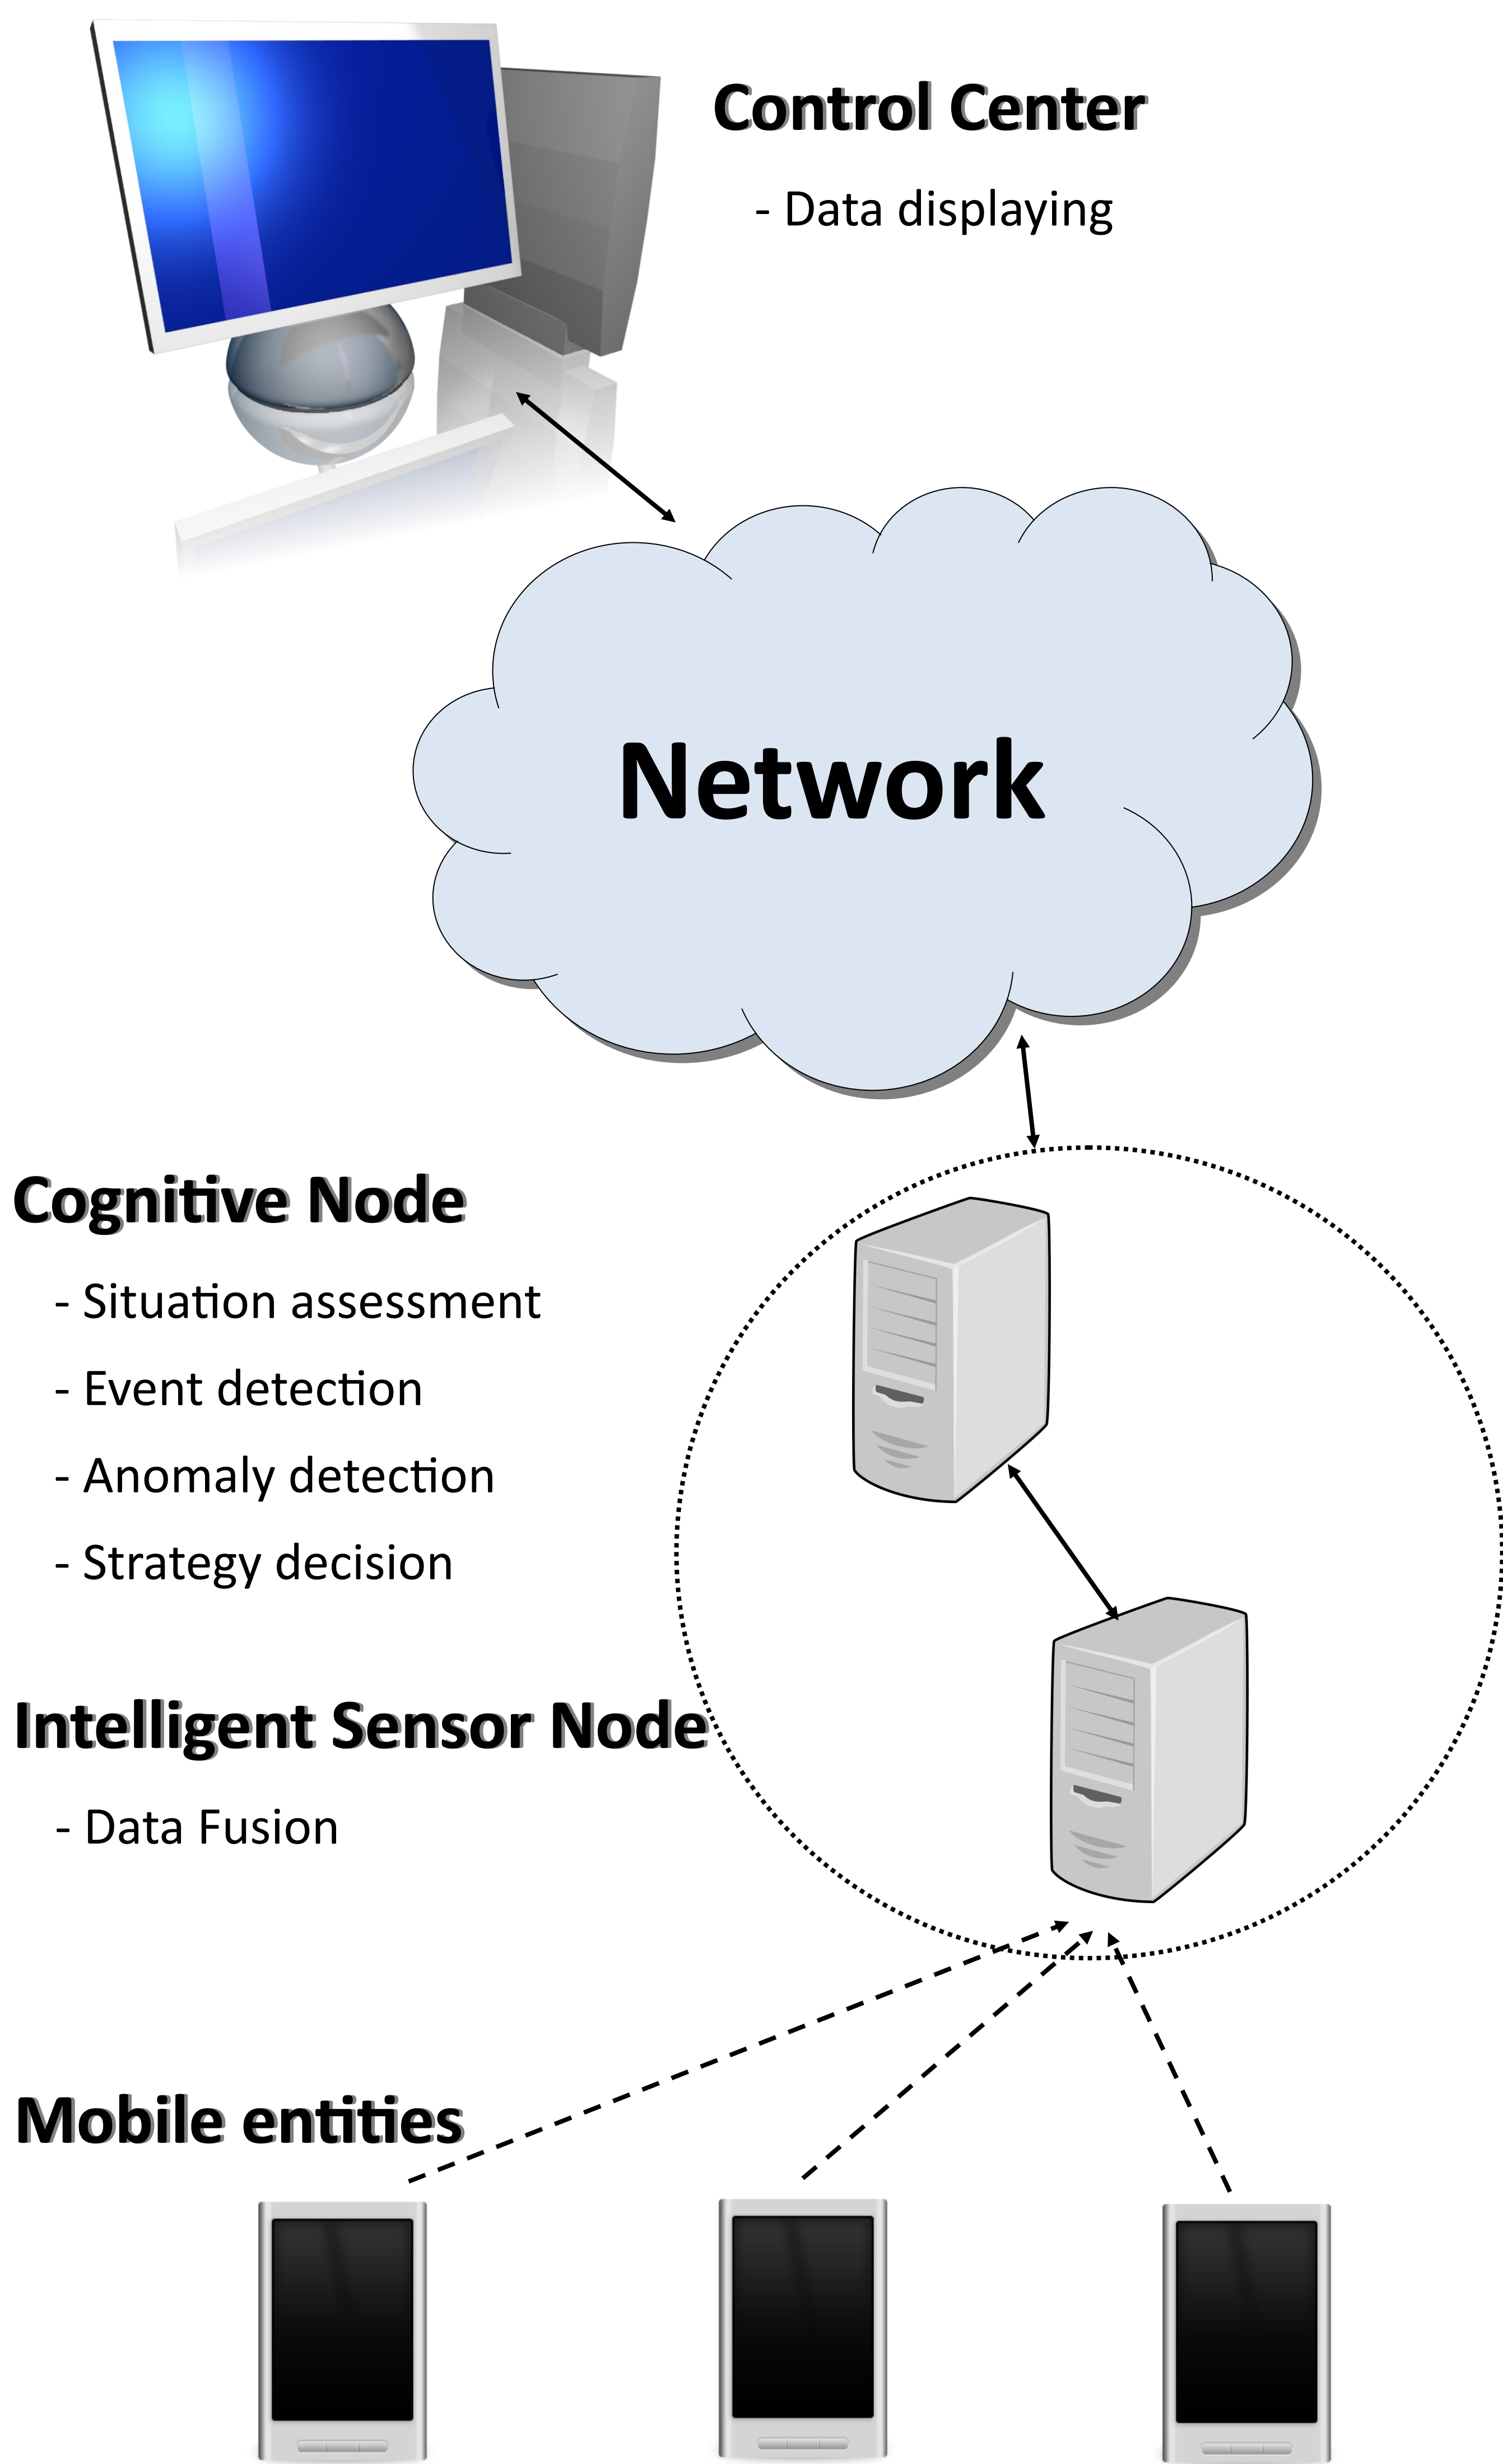 Control Center
- Data displaying
Network
Cognitive Node
- Situation assessment
- Event detection
- Anomaly detection
- Strategy decision
Intelligent Sensor Node
- Data Fusion
Mobile entities